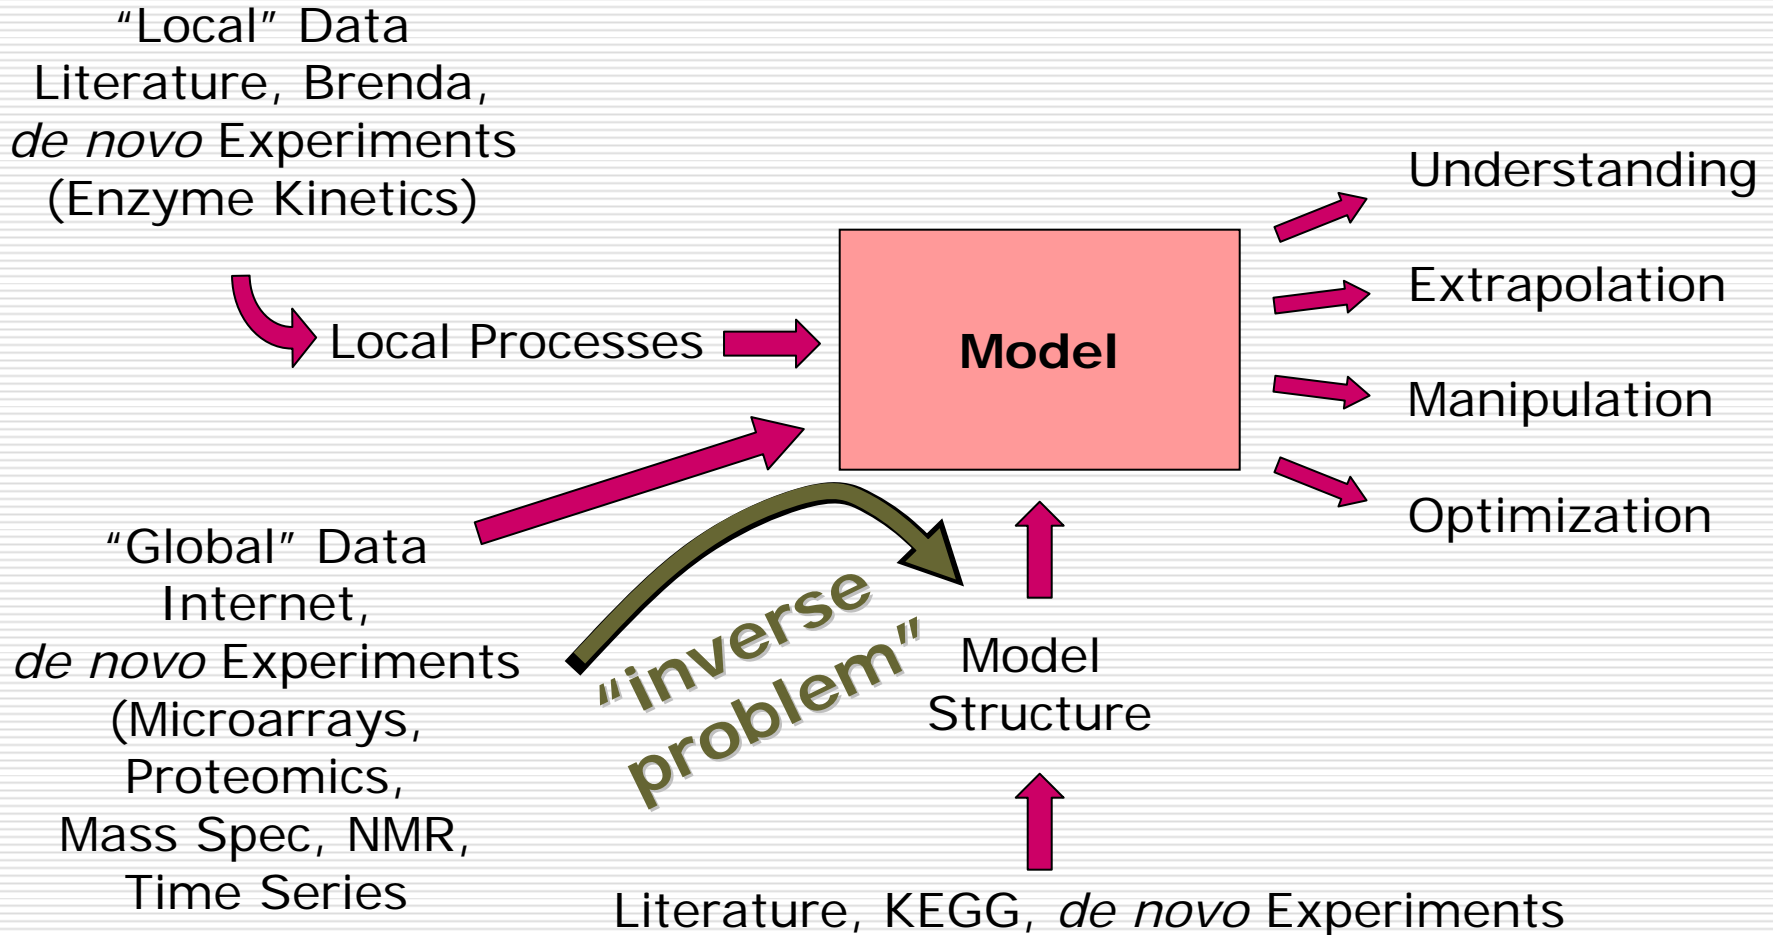 “Local” Data
Literature, Brenda,
de novo Experiments
(Enzyme Kinetics)
Local Processes
“Global” Data
Internet,
de novo Experiments
(Microarrays,
Proteomics,
Mass Spec, NMR,
Time Series
“inverse
problem”
Model
Model
Structure
Literature, KEGG, de novo Experiments
Understanding
Extrapolation
Manipulation
Optimization